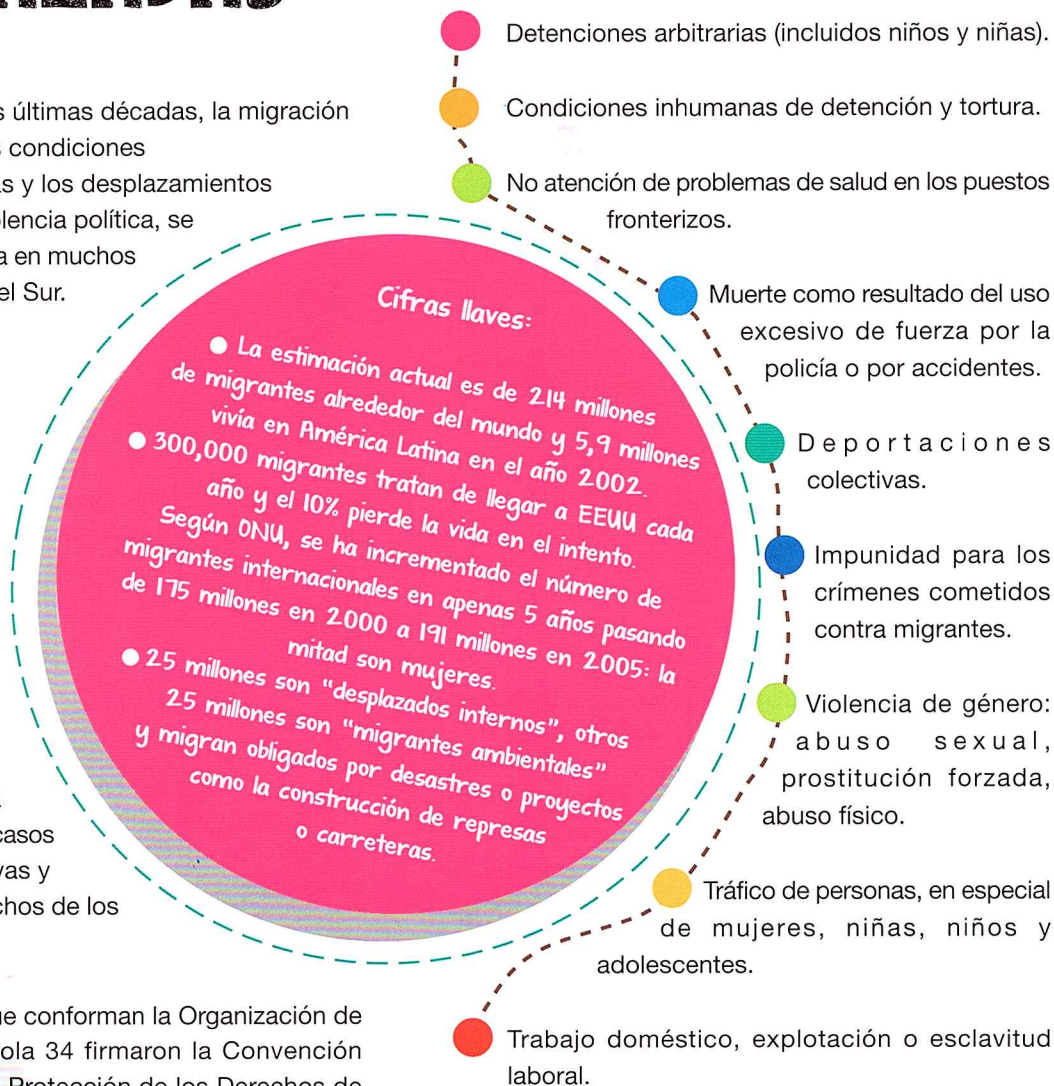 s últimas décadas, la migración
s condiciones
as y los desplazamientos
olencia política, se
a en muchos
el Sur.
casos
vas y
chos de los
ue conforman la Organización de
ola 34 firmaron la Convención
Protección de los Derechos de
Cifras llaves:
● La estimación actual es de 214 millones
de migrantes alrededor del mundo y 5,9 millones
vivía en América Latina en el año 2002.
● 300,000 migrantes tratan de llegar a EEUU cada
año y el 10% pierde la vida en el intento.
Según ONU, se ha incrementado el número de
migrantes internacionales en apenas 5 años pasando
de 175 millones en 2000 a 191 millones en 2005: la
mitad son mujeres.
● 25 millones son “desplazados internos”, otros
25 millones son “migrantes ambientales”
y migran obligados por desastres o proyectos
como la construcción de represas
o carreteras.
Detenciones arbitrarias (incluidos niños y niñas).
Condiciones inhumanas de detención y tortura.
No atención de problemas de salud en los puestos
fronterizos.
Muerte como resultado del uso
excesivo de fuerza por la
policía o por accidentes.
Deportaciones
colectivas.
Impunidad para los
crímenes cometidos
contra migrantes.
Violencia de género:
abuso sexual,
prostitución forzada,
abuso físico.
Tráfico de personas, en especial
de mujeres, niñas, niños y
adolescentes.
Trabajo doméstico, explotación o esclavitud
laboral.